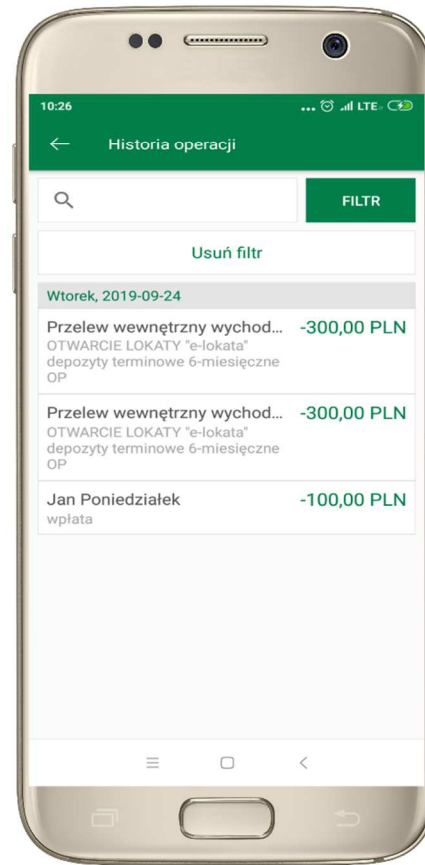 10:26 ... LTE
Historia operacji
FILTR
Usuń filtr
Wtorek, 2019-09-24
Przelew wewnętrzny wychod... -300,00 PLN
OTWARCIE LOKATY "e-lokata"
depozyty terminowe 6-miesięczne
OP
Przelew wewnętrzny wychod... -300,00 PLN
OTWARCIE LOKATY "e-lokata"
depozyty terminowe 6-miesięczne
OP
Jan Poniedziałek -100,00 PLN
wpłata